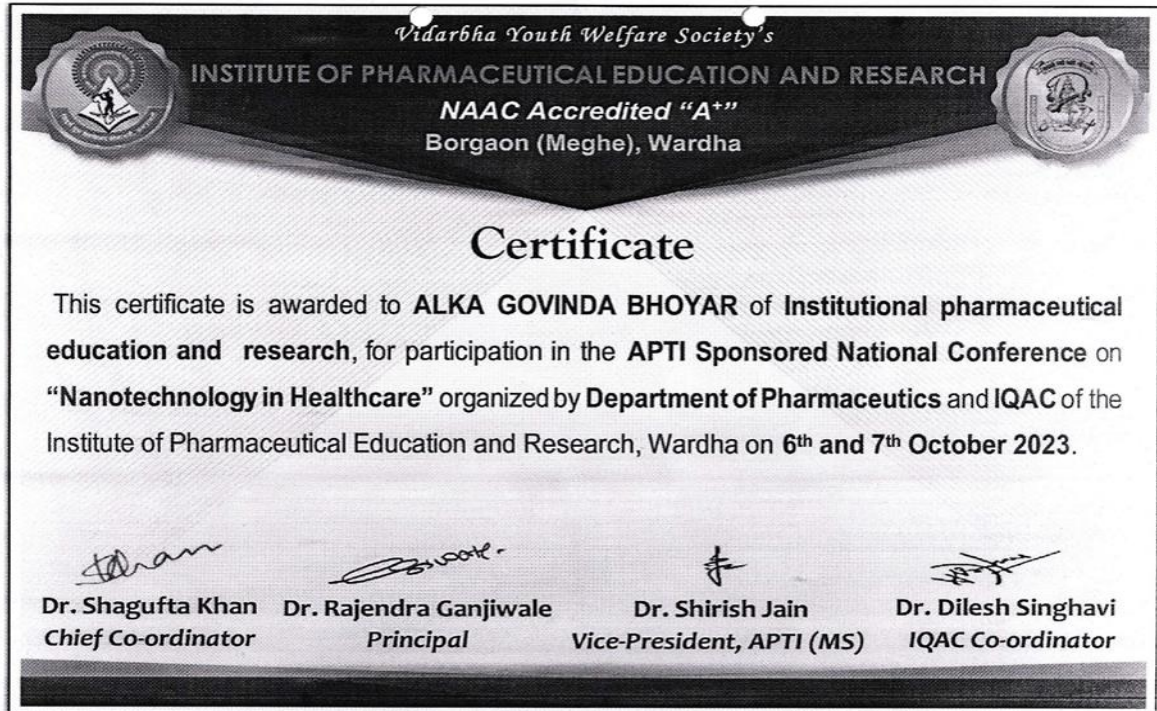 Vidarbha Youth Welfare Society's
INSTITUTE OF PHARMACEUTICAL EDUCATION AND RESEARCH
NAAC Accredited "A+"
Borgaon (Meghe), Wardha
Certificate
This certificate is awarded to ALKA GOVINDA BHOYAR of Institutional pharmaceutical
education and research, for participation in the APTI Sponsored National Conference on
"Nanotechnology in Healthcare" organized by Department of Pharmaceutics and IQAC of the
Institute of Pharmaceutical Education and Research, Wardha on 6th and 7th October 2023.
Dr. Shagufta Khan Dr. Rajendra Ganjiwale Dr. Shirish Jain Dr. Dilesh Singhavi
Chief Co-ordinator Principal Vice-President, APTI (MS) IQAC Co-ordinator